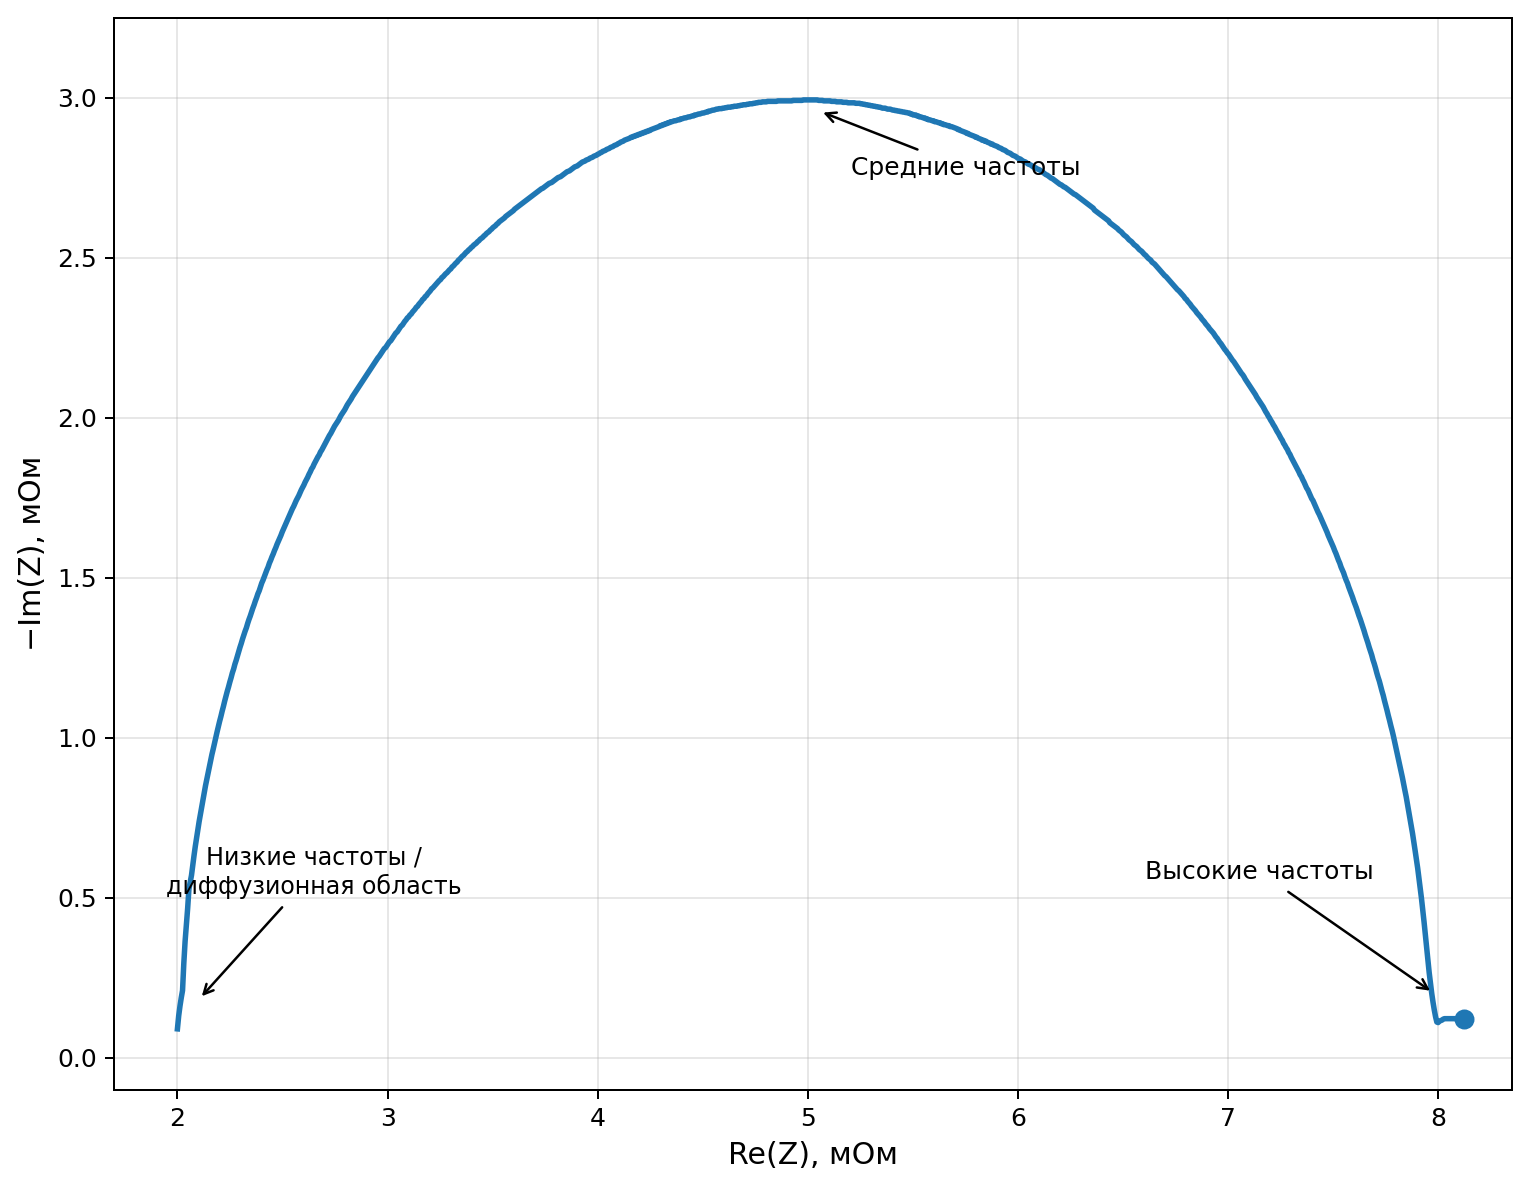 3.0
2.5
2.0
1.5
1.0
0.5
0.0
−Im(Z), мОм
Средние частоты
Низкие частоты /
диффузионная область
Высокие частоты
2 3 4 5 6 7 8
Re(Z), мОм